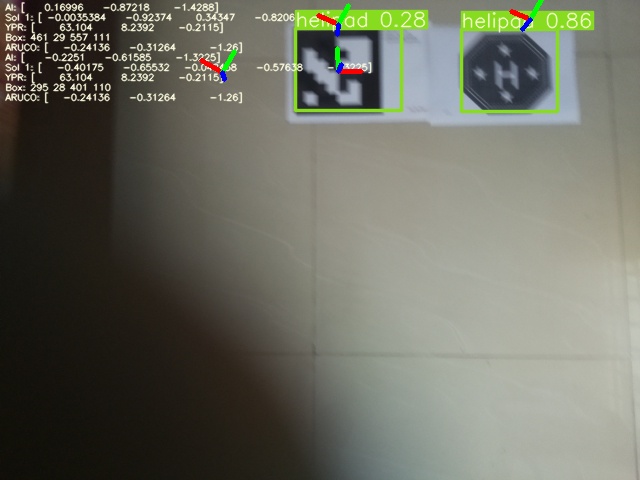 AI: [ 0.16996 -0.87218 -1.4288]
Sol 1: [ -0.0035384 -0.92374 0.34347 -0.8206
YPR: [ 63.104 8.2392 -0.2115]
Box: 461 29 557 111
ARUCO: [ -0.24136 -0.31264 -1.26]
AI: [ -0.2251 -0.61585 -1.3225]
Sol 1: [ -0.40175 -0.65532 -0.57638
YPR: [ 63.104 8.2392 -0.2115]
Box: 295 28 401 110
ARUCO: [ -0.24136 -0.31264 -1.26]
helipad 0.28
helipad 0.86
H